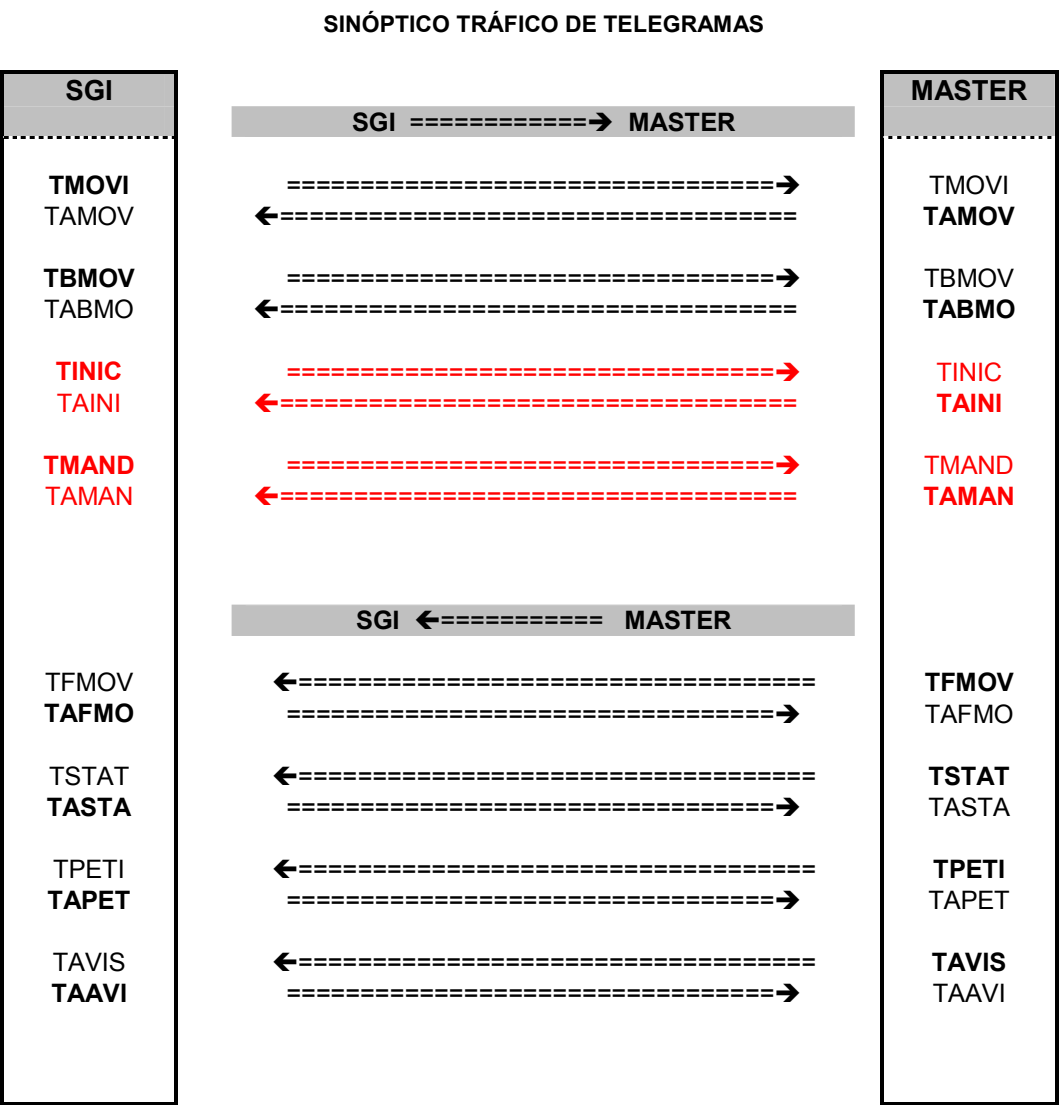 SINÓPTICO TRÁFICO DE TELEGRAMAS
SGI MASTER
SGI ============➔ MASTER
TMOVI =================================➔ TMOVI
TAMOV 🡸=================================== TAMOV
TBMOV =================================➔ TBMOV
TABMO 🡸=================================== TABMO
TINIC =================================➔ TINIC
TAINI 🡸=================================== TAINI
TMAND =================================➔ TMAND
TAMAN 🡸=================================== TAMAN
SGI 🡸=========== MASTER
TFMOV 🡸=================================== TFMOV
TAFMO =================================➔ TAFMO
TSTAT 🡸=================================== TSTAT
TASTA =================================➔ TASTA
TPETI 🡸=================================== TPETI
TAPET =================================➔ TAPET
TAVIS 🡸=================================== TAVIS
TAAVI =================================➔ TAAVI